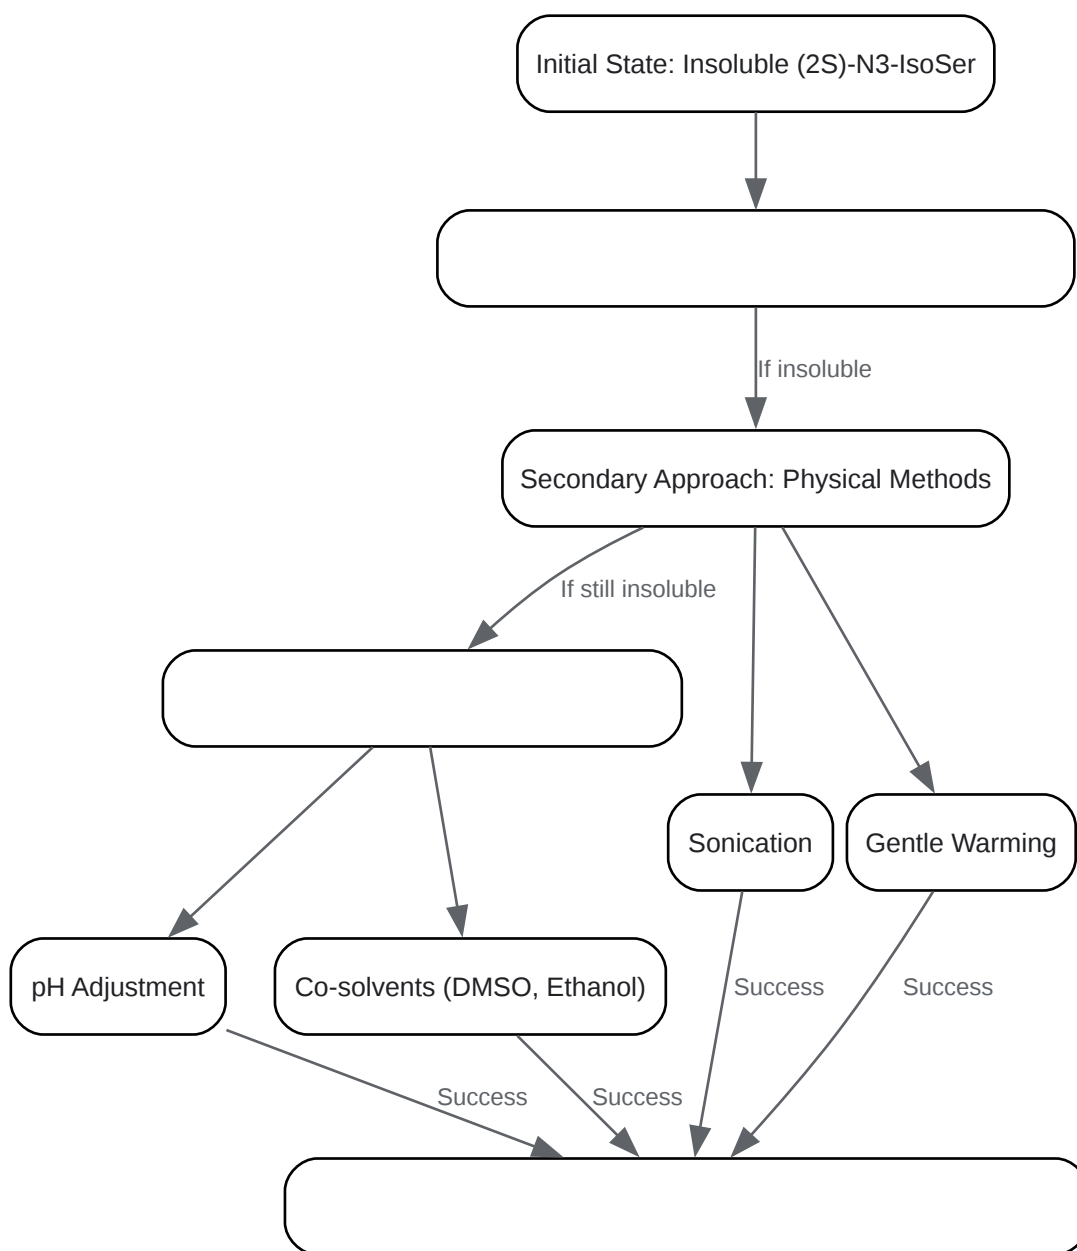 Initial State: Insoluble (2S)-N3-IsoSer
If insoluble
Secondary Approach: Physical Methods
If still insoluble
Sonication
Gentle Warming
pH Adjustment
Co-solvents (DMSO, Ethanol)
Success
Success
Success
Success